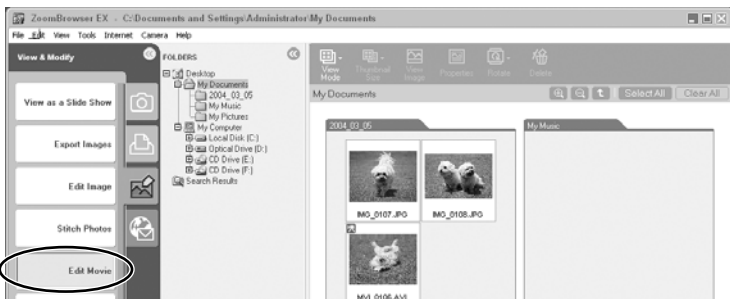 ZoomBrowser EX - C:\Documents and Settings\Administrator\My Documents
File Edit View Tools Internet Camera Help
View & Modify
View as a Slide Show
Export Images
Edit Image
Stitch Photos
Edit Movie
FOLDERS
Desktop
My Documents
2004_03_05
My Music
My Pictures
My Computer
Local Disk (C:)
Optical Drive (D:)
CD Drive (E:)
CD Drive (F:)
Search Results
View Mode
Thumbnail Size
View Image
Properties
Rotate
Delete
My Documents
Select All
Clear All
2004_03_05
My Music
IMG_0107.JPG
IMG_0108.JPG
MVI_0106.AVI